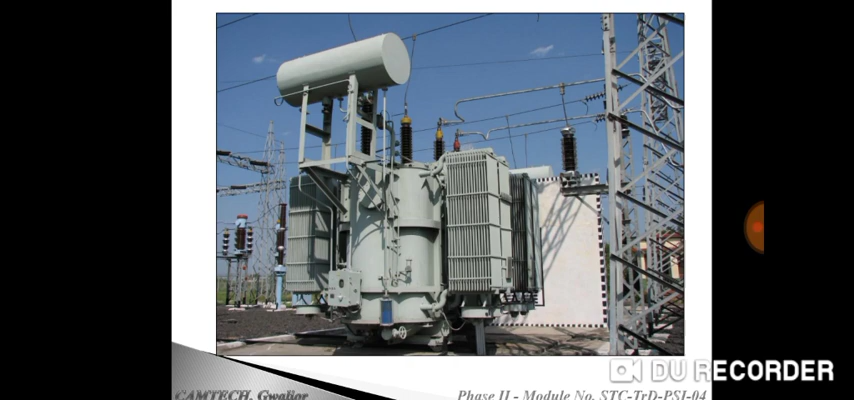 CAMTECH, Gwalior
Phase II - Module No. STC-TrD-PSI-04
DU RECORDER